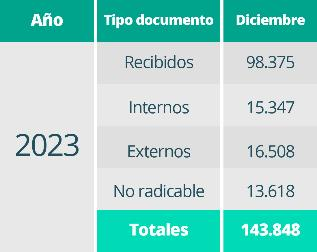 Año Tipo documento Diciembre
Recibidos 98.375
Internos 15.347
2023 Externos 16.508
No radicable 13.618
Totales 143.848